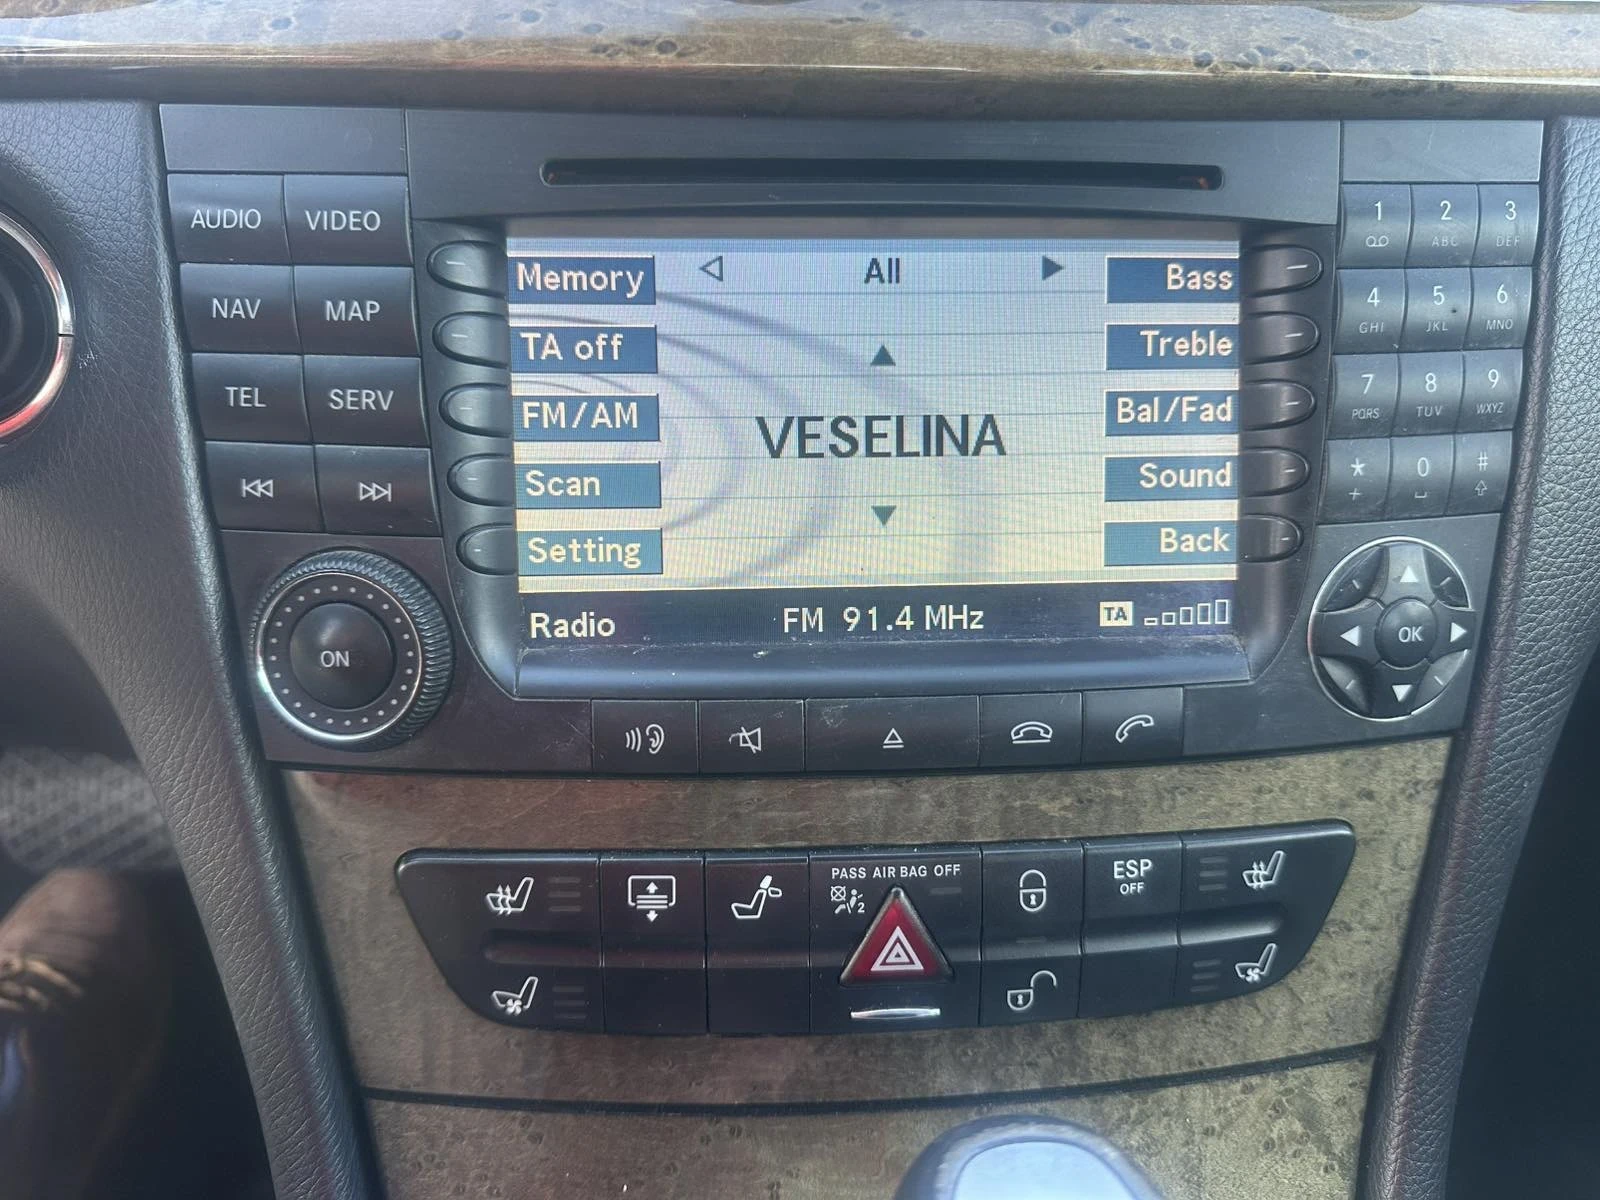 AUDIO VIDEO
NAV MAP
TEL SERV
ON
Memory
TA off
FM/AM
Scan
Setting
All
VESELINA
Bass
Treble
Bal/Fad
Sound
Back
Radio FM 91.4 MHz TA
1 2 3
ABC DEF
4 5 6
GHI JKL MNO
7 8 9
PQRS TUV WXYZ
* 0 #
+
OK
PASS AIR BAG OFF
2
ESP
OFF